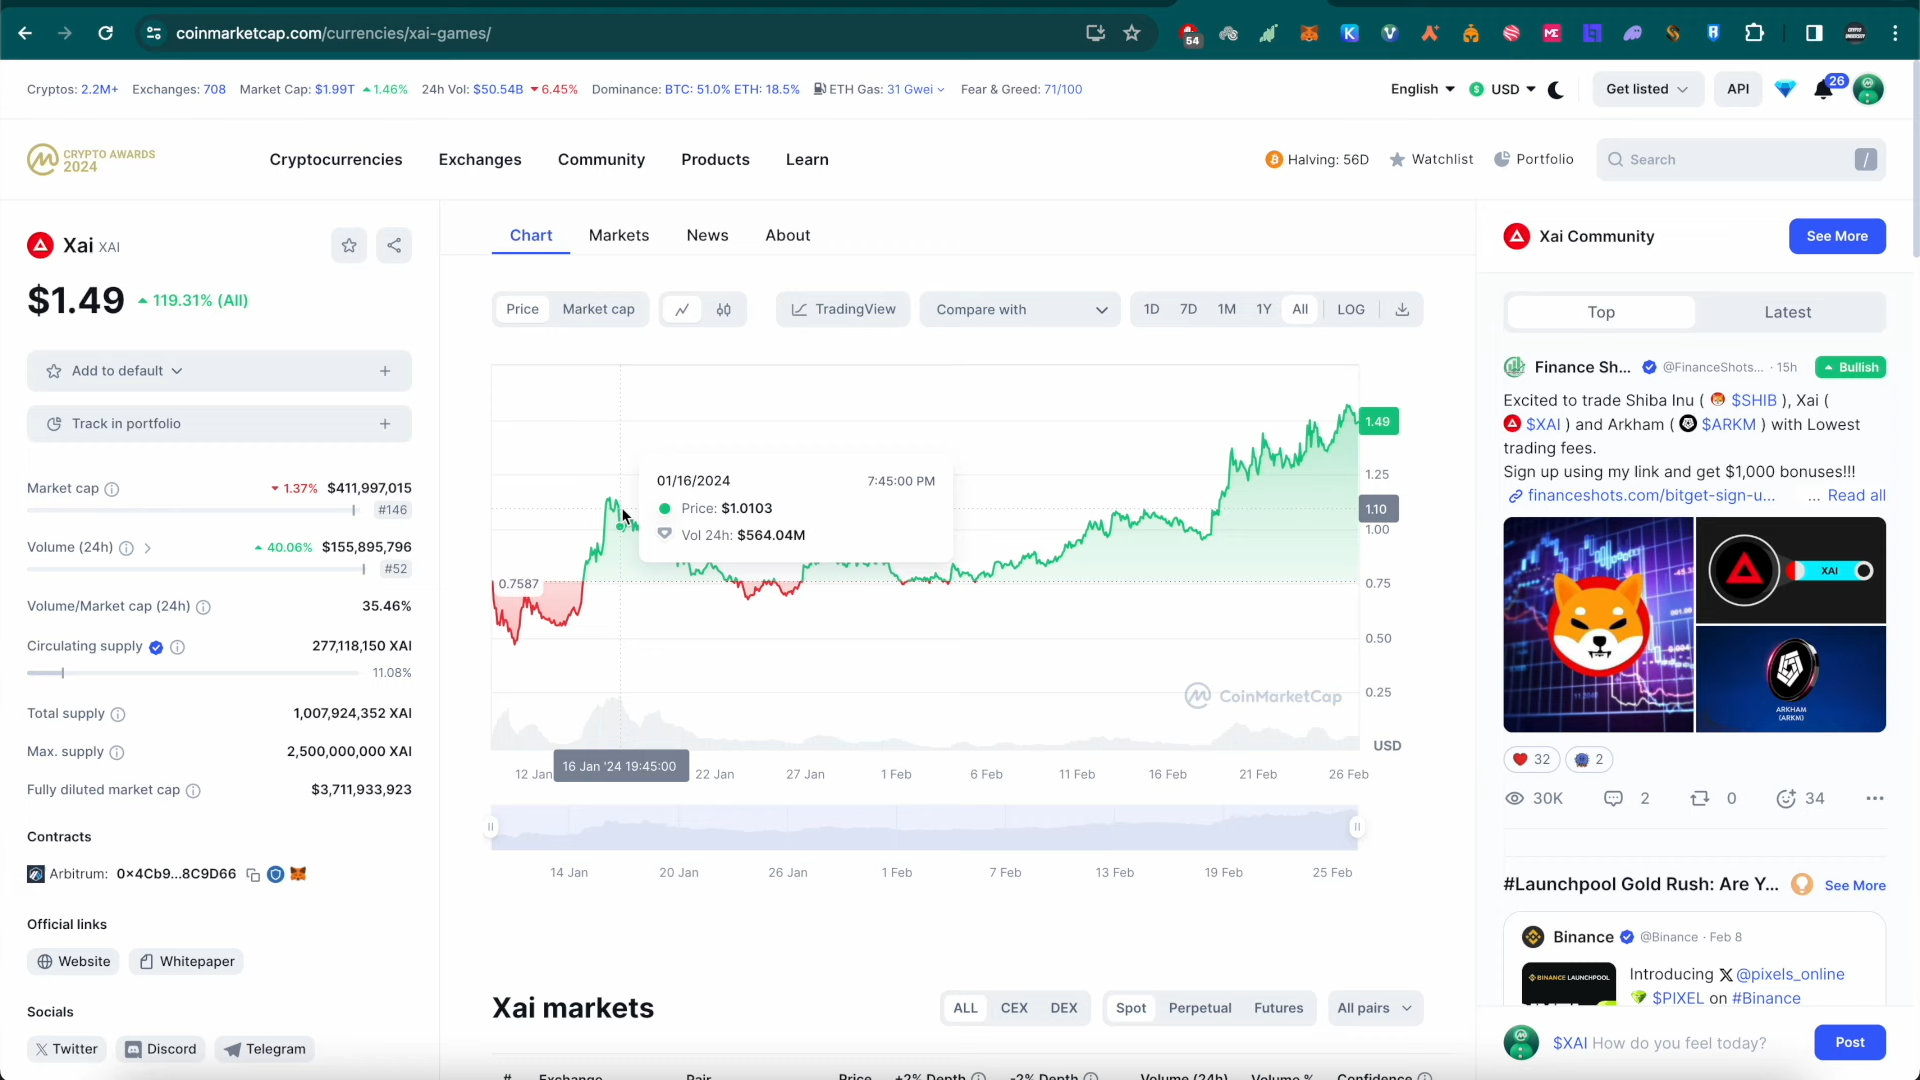 coinmarketcap.com/currencies/xai-games/
54
Cryptos: 2.2M+ Exchanges: 708 Market Cap: $1.99T 1.46% 24h Vol: $50.54B 6.45% Dominance: BTC: 51.0% ETH: 18.5% ETH Gas: 31 Gwei Fear & Greed: 71/100
English $ USD Get listed API 26
CRYPTO AWARDS
2024
Cryptocurrencies Exchanges Community Products Learn
Halving: 56D Watchlist Portfolio Search /
Xai XAI
$1.49 119.31% (All)
Add to default +
Track in portfolio +
Market cap 1.37% $411,997,015
#146
Volume (24h) 40.06% $155,895,796
#52
Volume/Market cap (24h) 35.46%
Circulating supply 277,118,150 XAI
11.08%
Total supply 1,007,924,352 XAI
Max. supply 2,500,000,000 XAI
Fully diluted market cap $3,711,933,923
Contracts
Arbitrum: 0x4Cb9...8C9D66
Official links
Website Whitepaper
Socials
Twitter Discord Telegram
Chart Markets News About
Price Market cap TradingView Compare with 1D 7D 1M 1Y All LOG
1.49
1.25
1.10
1.00
0.75
0.50
0.25
USD
0.7587
01/16/2024 7:45:00 PM
Price: $1.0103
Vol 24h: $564.04M
CoinMarketCap
12 Jan 16 Jan '24 19:45:00 22 Jan 27 Jan 1 Feb 6 Feb 11 Feb 16 Feb 21 Feb 26 Feb
14 Jan 20 Jan 26 Jan 1 Feb 7 Feb 13 Feb 19 Feb 25 Feb
Xai markets
ALL CEX DEX Spot Perpetual Futures All pairs
# Exchange Pair Price +2% Depth -2% Depth Volume (24h) Volume % Confidence
Xai Community See More
Top Latest
Finance Sh... @FinanceShots... · 15h Bullish
Excited to trade Shiba Inu ( $SHIB ), Xai (
$XAI ) and Arkham ( $ARKM ) with Lowest
trading fees.
Sign up using my link and get $1,000 bonuses!!!
financeshots.com/bitget-sign-u... ... Read all
XAI
ARKHAM
(ARKM)
32 2
30K 2 0 34
#Launchpool Gold Rush: Are Y... See More
Binance @Binance · Feb 8
BINANCE LAUNCHPOOL
Introducing X @pixels_online
$PIXEL on #Binance
$XAI How do you feel today? Post